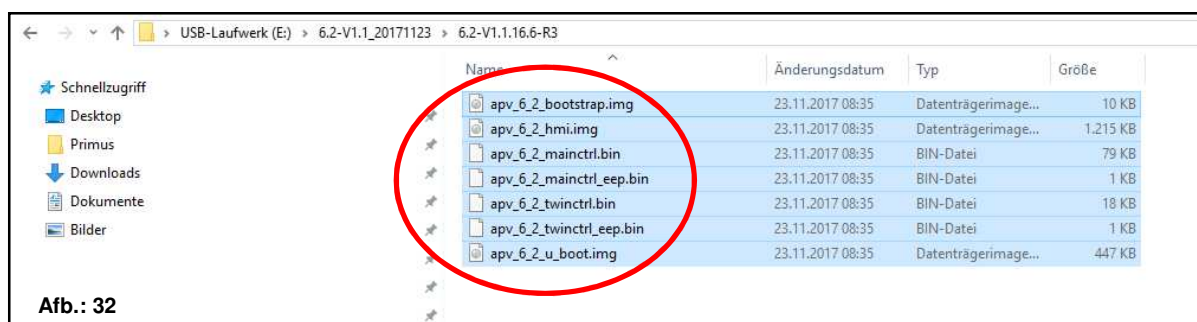 USB-Laufwerk (E:) > 6.2-V1.1_20171123 > 6.2-V1.1.16.6-R3
Name Änderungsdatum Typ Größe
Schnellzugriff
Desktop
Primus
Downloads
Dokumente
Bilder
apv_6_2_bootstrap.img 23.11.2017 08:35 Datenträgerimage... 10 KB
apv_6_2_hmi.img 23.11.2017 08:35 Datenträgerimage... 1.215 KB
apv_6_2_mainctrl.bin 23.11.2017 08:35 BIN-Datei 79 KB
apv_6_2_mainctrl_eep.bin 23.11.2017 08:35 BIN-Datei 1 KB
apv_6_2_twinctrl.bin 23.11.2017 08:35 BIN-Datei 18 KB
apv_6_2_twinctrl_eep.bin 23.11.2017 08:35 BIN-Datei 1 KB
apv_6_2_u_boot.img 23.11.2017 08:35 Datenträgerimage... 447 KB
Afb.: 32